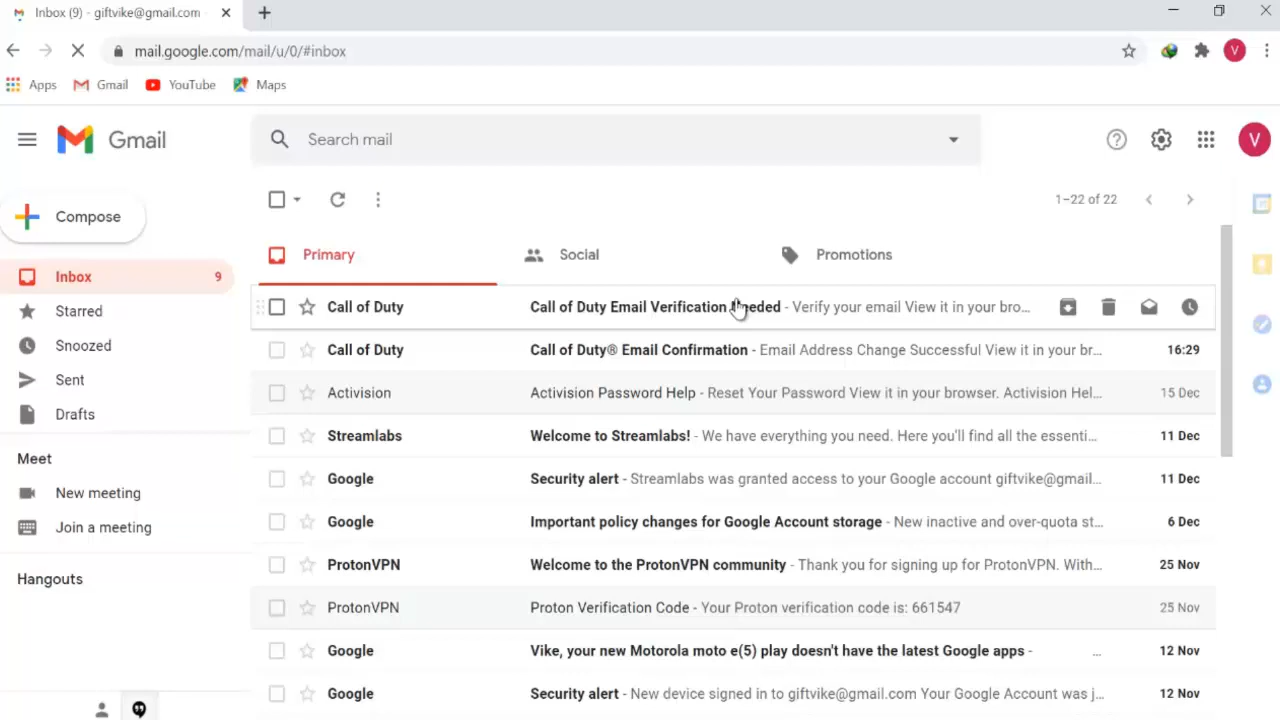 Inbox (9) - giftvike@gmail.com
mail.google.com/mail/u/0/#inbox
V
Apps Gmail YouTube Maps
Gmail
Search mail
V
Compose
1–22 of 22
Inbox 9
Starred
Snoozed
Sent
Drafts
Meet
New meeting
Join a meeting
Hangouts
Primary Social Promotions
Call of Duty Call of Duty Email Verification Needed - Verify your email View it in your bro…
Call of Duty Call of Duty® Email Confirmation - Email Address Change Successful View it in your br… 16:29
Activision Activision Password Help - Reset Your Password View it in your browser. Activision Hel… 15 Dec
Streamlabs Welcome to Streamlabs! - We have everything you need. Here you'll find all the essenti… 11 Dec
Google Security alert - Streamlabs was granted access to your Google account giftvike@gmail… 11 Dec
Google Important policy changes for Google Account storage - New inactive and over-quota st… 6 Dec
ProtonVPN Welcome to the ProtonVPN community - Thank you for signing up for ProtonVPN. With… 25 Nov
ProtonVPN Proton Verification Code - Your Proton verification code is: 661547 25 Nov
Google Vike, your new Motorola moto e(5) play doesn't have the latest Google apps - … 12 Nov
Google Security alert - New device signed in to giftvike@gmail.com Your Google Account was j… 12 Nov